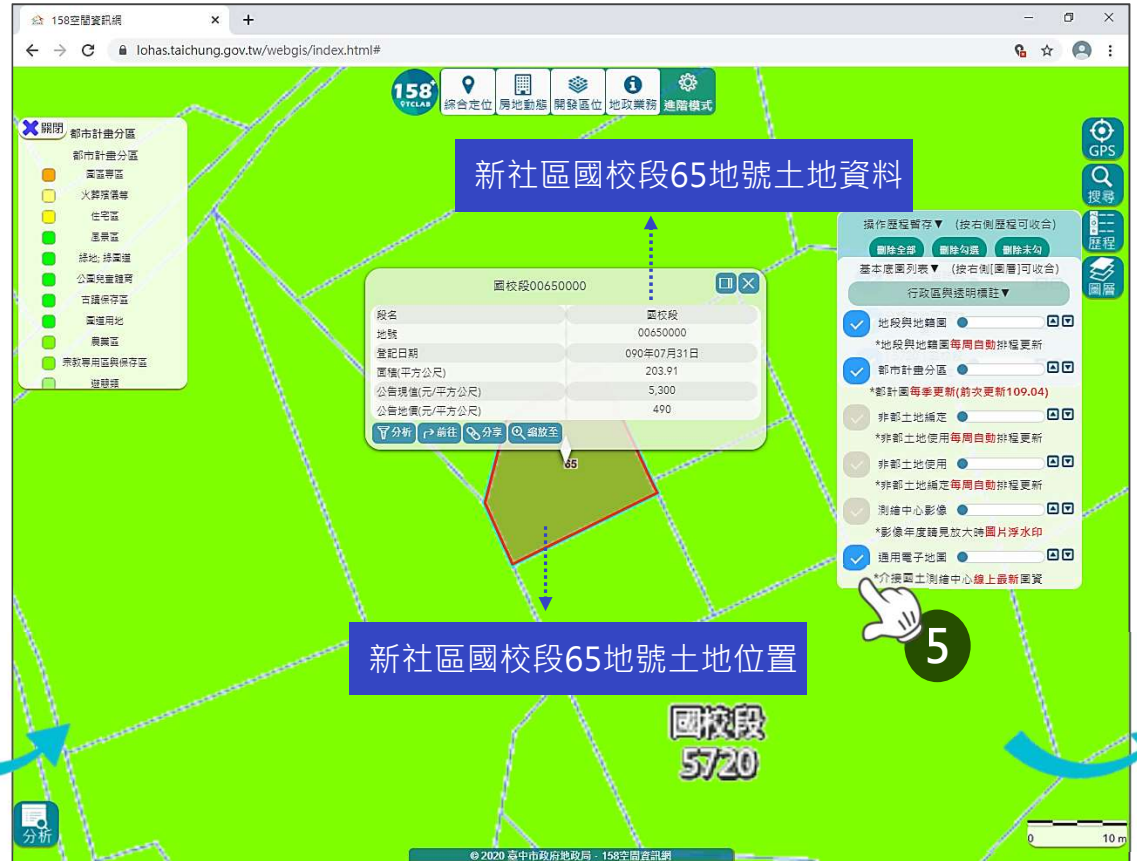 158空間資訊網
lohas.taichung.gov.tw/webgis/index.html#
158
@TCLAB
綜合定位
房地動態
開發區位
地政業務
進階模式
關閉
都市計畫分區
都市計畫分區
園區專區
火葬殯儀等
住宅區
風景區
綠地; 綠園道
公園兒童體育
古蹟保存區
園道用地
農業區
宗教專用區與保存區
遊憩類
新社區國校段65地號土地資料
GPS
搜尋
歷程
圖層
操作歷程暫存▼ (按右側歷程可收合)
刪除全部 刪除勾選 刪除未勾
基本底圖列表▼ (按右側[圖層]可收合)
行政區與透明標註▼
地段與地籍圖
*地段與地籍圖每周自動排程更新
都市計畫分區
*都計圖每季更新(前次更新109.04)
非都土地編定
*非都土地使用每周自動排程更新
非都土地使用
*非都土地編定每周自動排程更新
測繪中心影像
*影像年度請見放大時圖片浮水印
通用電子地圖
*介接國土測繪中心線上最新圖資
國校段00650000
段名 國校段
地號 00650000
登記日期 090年07月31日
面積(平方公尺) 203.91
公告現值(元/平方公尺) 5,300
公告地價(元/平方公尺) 490
分析 前往 分享 縮放至
65
5
新社區國校段65地號土地位置
國校段
5720
分析
0 10 m
© 2020 臺中市政府地政局 - 158空間資訊網